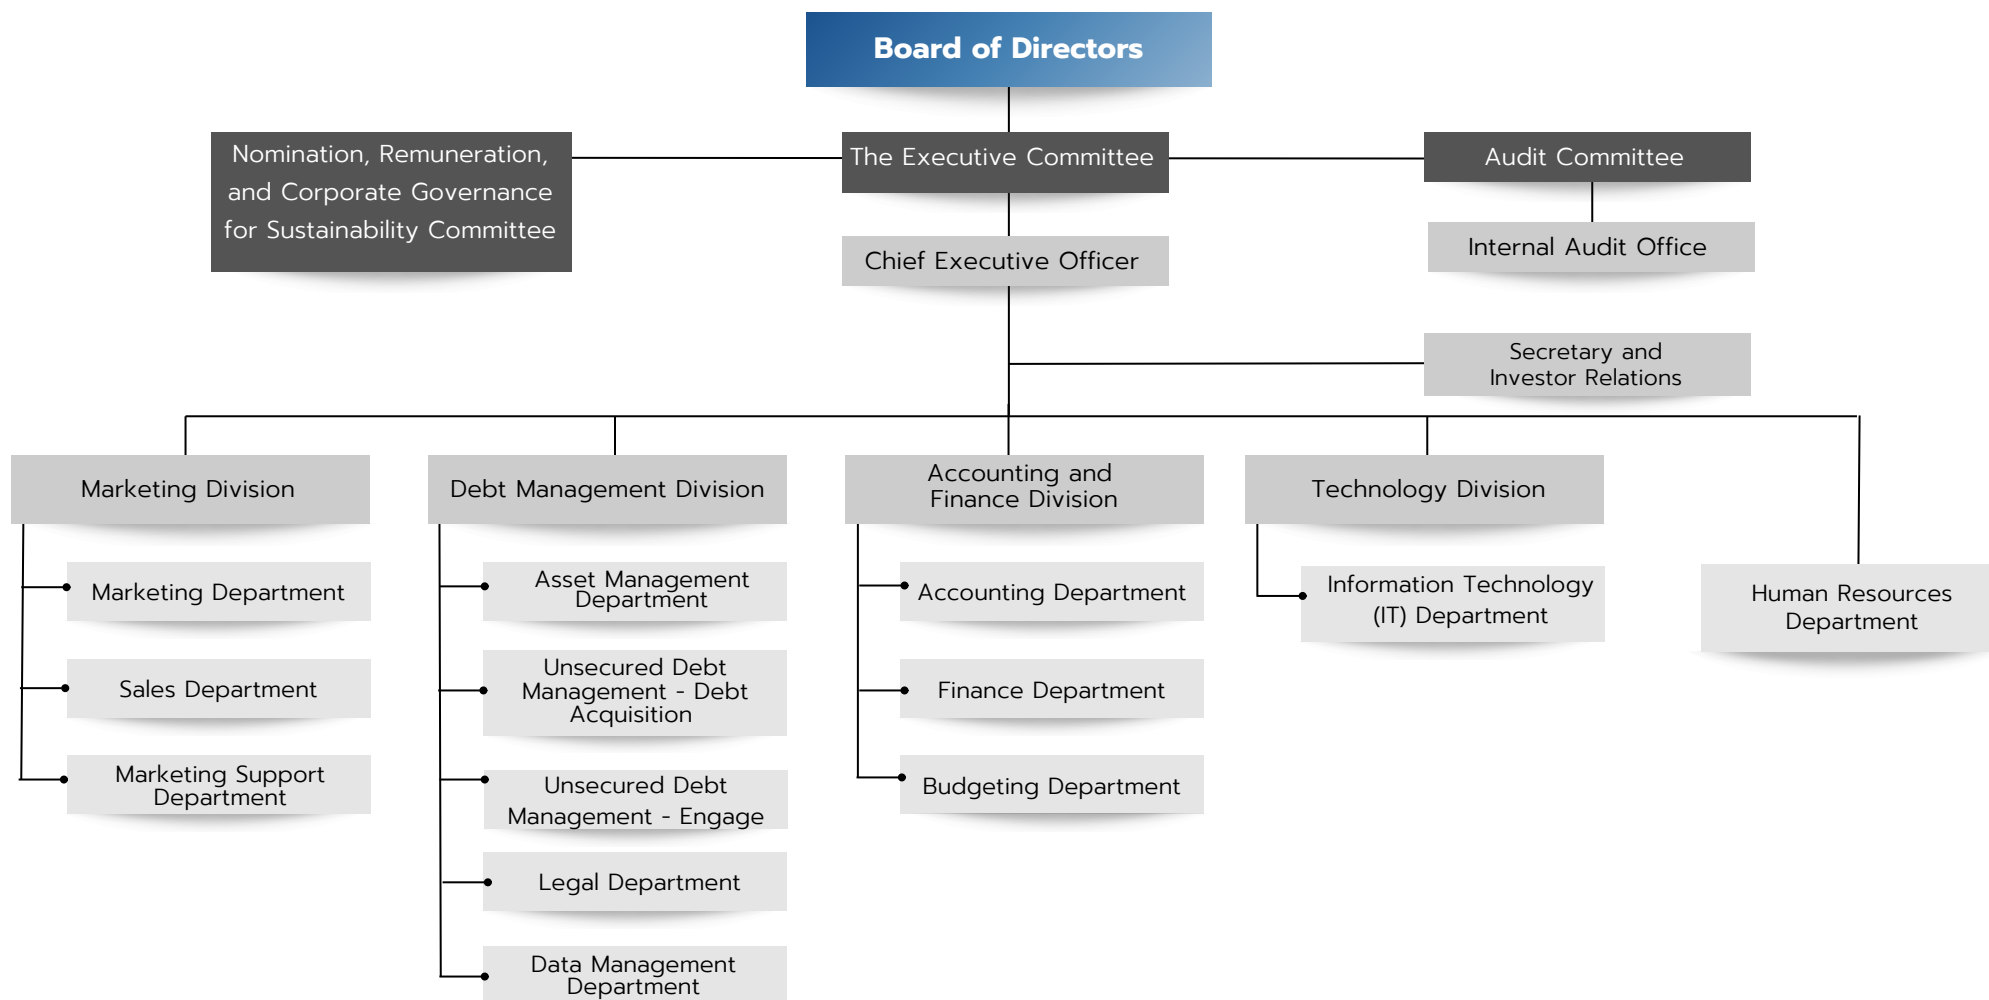 Board of Directors
Nomination, Remuneration,
and Corporate Governance
for Sustainability Committee
The Executive Committee
Audit Committee
Chief Executive Officer
Internal Audit Office
Secretary and
Investor Relations
Marketing Division
Debt Management Division
Accounting and
Finance Division
Technology Division
Marketing Department
Sales Department
Marketing Support
Department
Asset Management
Department
Unsecured Debt
Management - Debt
Acquisition
Unsecured Debt
Management - Engage
Legal Department
Data Management
Department
Accounting Department
Finance Department
Budgeting Department
Information Technology
(IT) Department
Human Resources
Department